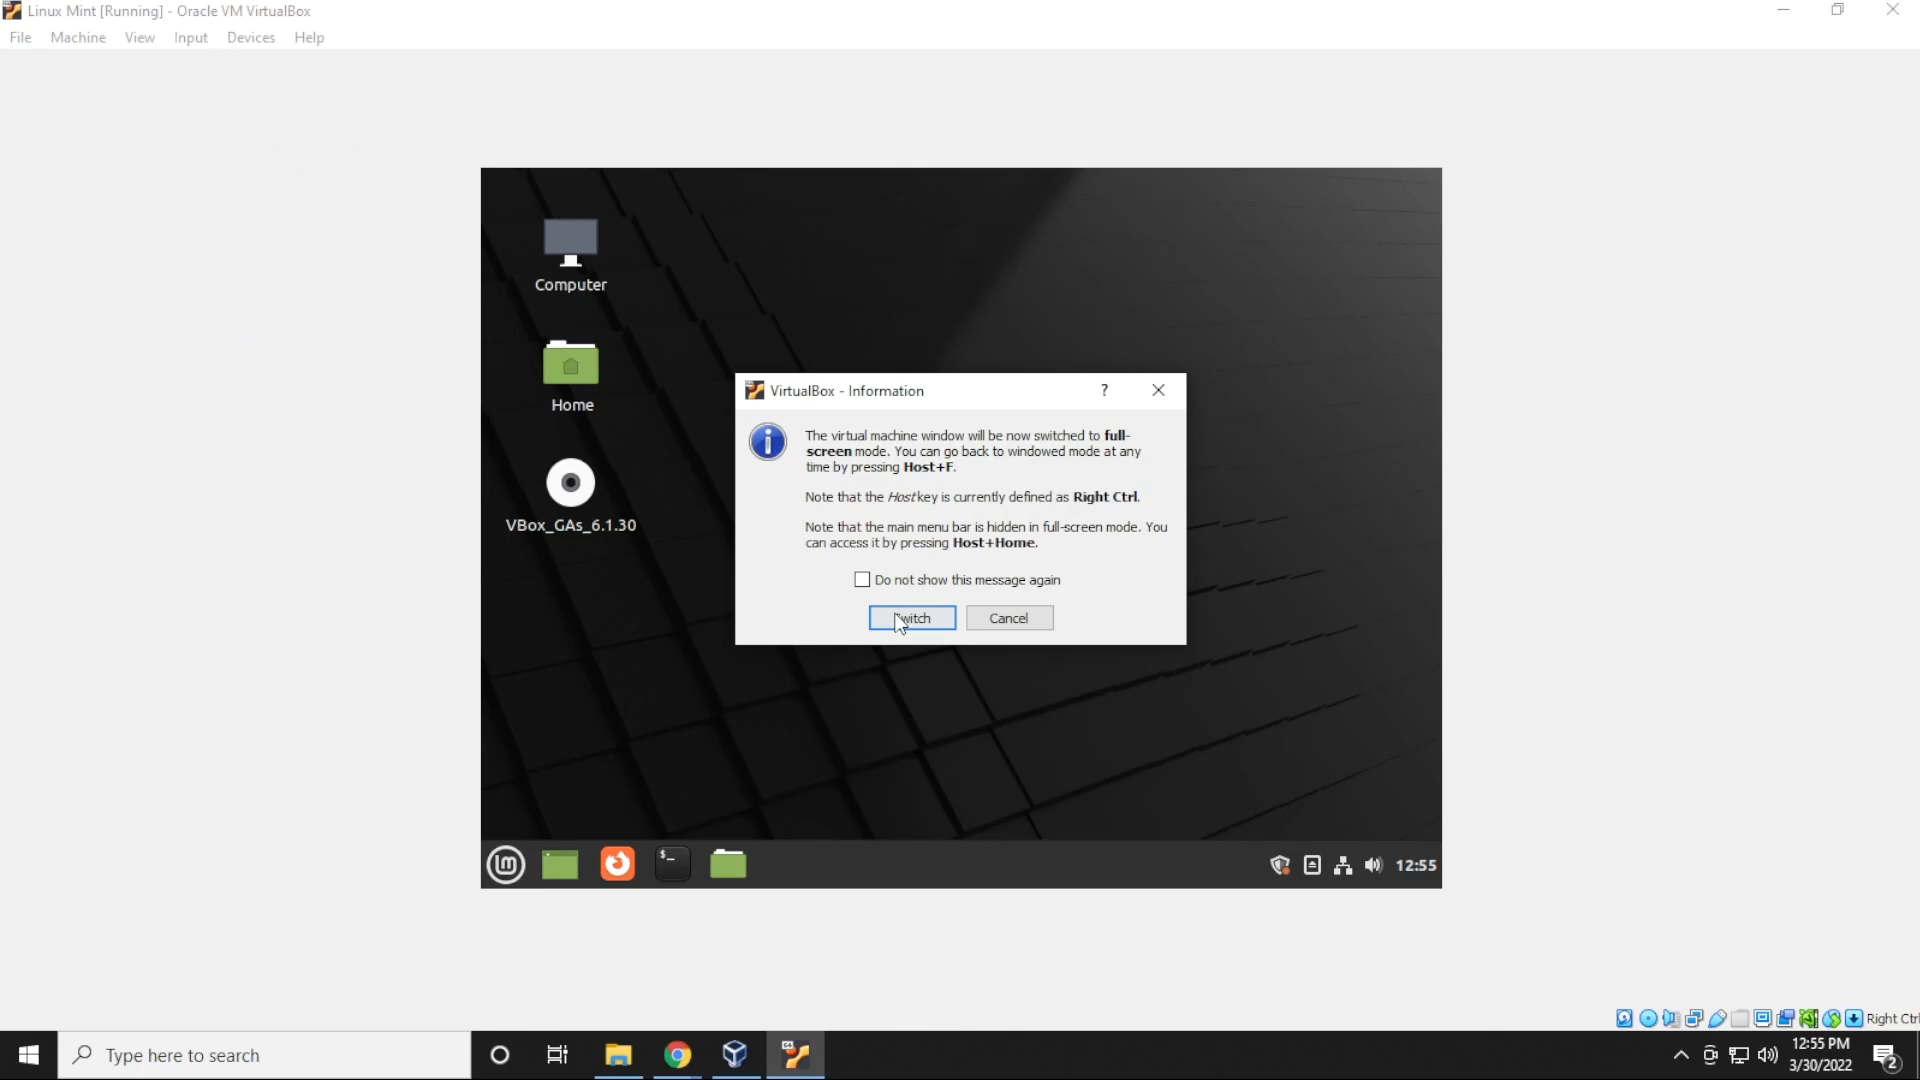 Linux Mint [Running] - Oracle VM VirtualBox
File Machine View Input Devices Help
Computer
Home
VBox_GAs_6.1.30
VirtualBox - Information
?
The virtual machine window will be now switched to full-
screen mode. You can go back to windowed mode at any
time by pressing Host+F.
Note that the Host key is currently defined as Right Ctrl.
Note that the main menu bar is hidden in full-screen mode. You
can access it by pressing Host+Home.
Do not show this message again
Cancel
lm
$_
12:55
Right Ctrl
Type here to search
64
12:55 PM
3/30/2022
2